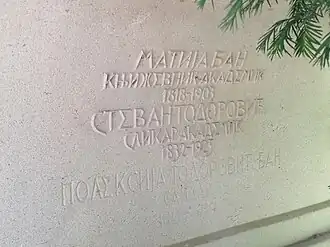 МАТИЈА БАН
КЊИЖЕВНИК-АКАДЕМИК
1818-1903
СТЕВАН ТОДОРОВИЋ
СЛИКАР АКАДЕМИК
1832-1925
ПОЛЕКСИЈА ТОДОРОВИЋ-БАН